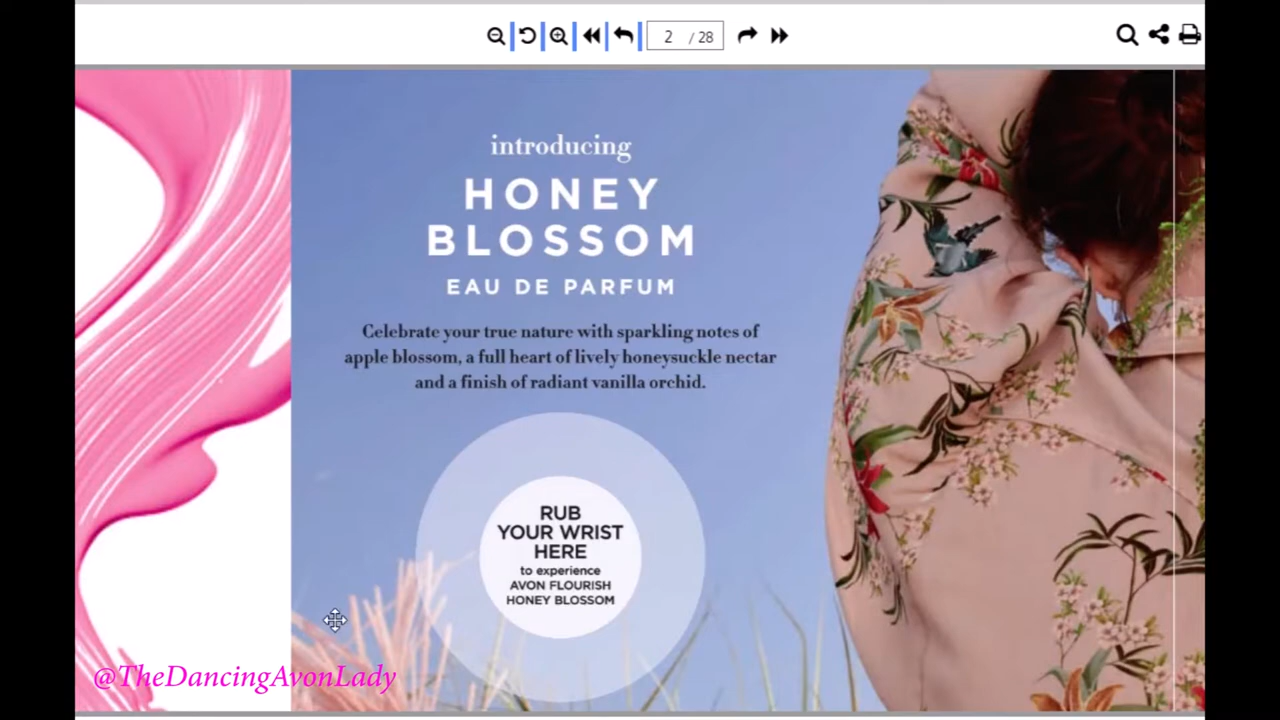 2 / 28
introducing
HONEY
BLOSSOM
EAU DE PARFUM
Celebrate your true nature with sparkling notes of
apple blossom, a full heart of lively honeysuckle nectar
and a finish of radiant vanilla orchid.
RUB
YOUR WRIST
HERE
to experience
AVON FLOURISH
HONEY BLOSSOM
@TheDancingAvonLady